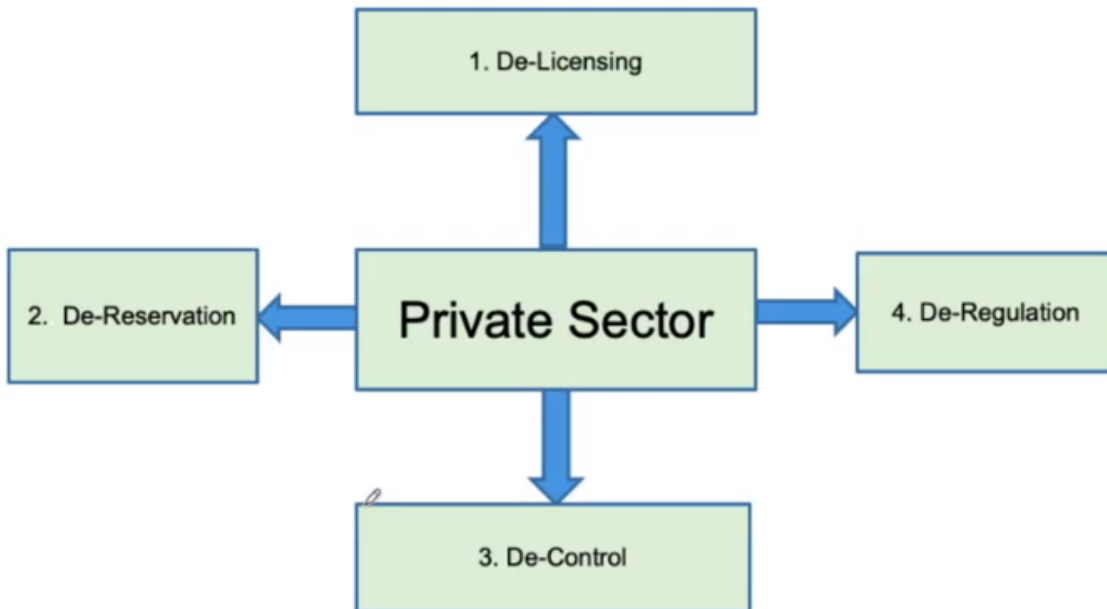 1. De-Licensing
2. De-Reservation
Private Sector
4. De-Regulation
3. De-Control